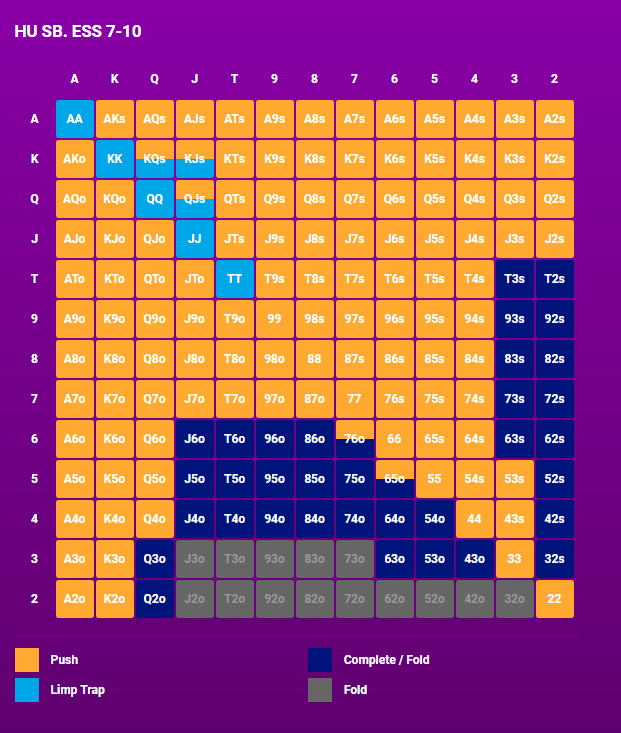 HU SB. ESS 7-10
A K Q J T 9 8 7 6 5 4 3 2
A AA AKs AQs AJs ATs A9s A8s A7s A6s A5s A4s A3s A2s
K AKo KK KQs KJs KTs K9s K8s K7s K6s K5s K4s K3s K2s
Q AQo KQo QQ QJs QTs Q9s Q8s Q7s Q6s Q5s Q4s Q3s Q2s
J AJo KJo QJo JJ JTs J9s J8s J7s J6s J5s J4s J3s J2s
T ATo KTo QTo JTo TT T9s T8s T7s T6s T5s T4s T3s T2s
9 A9o K9o Q9o J9o T9o 99 98s 97s 96s 95s 94s 93s 92s
8 A8o K8o Q8o J8o T8o 98o 88 87s 86s 85s 84s 83s 82s
7 A7o K7o Q7o J7o T7o 97o 87o 77 76s 75s 74s 73s 72s
6 A6o K6o Q6o J6o T6o 96o 86o 76o 66 65s 64s 63s 62s
5 A5o K5o Q5o J5o T5o 95o 85o 75o 65o 55 54s 53s 52s
4 A4o K4o Q4o J4o T4o 94o 84o 74o 64o 54o 44 43s 42s
3 A3o K3o Q3o J3o T3o 93o 83o 73o 63o 53o 43o 33 32s
2 A2o K2o Q2o J2o T2o 92o 82o 72o 62o 52o 42o 32o 22
Push Complete / Fold
Limp Trap Fold